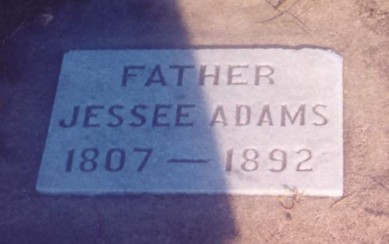 FATHER
JESSEE ADAMS
1807 — 1892